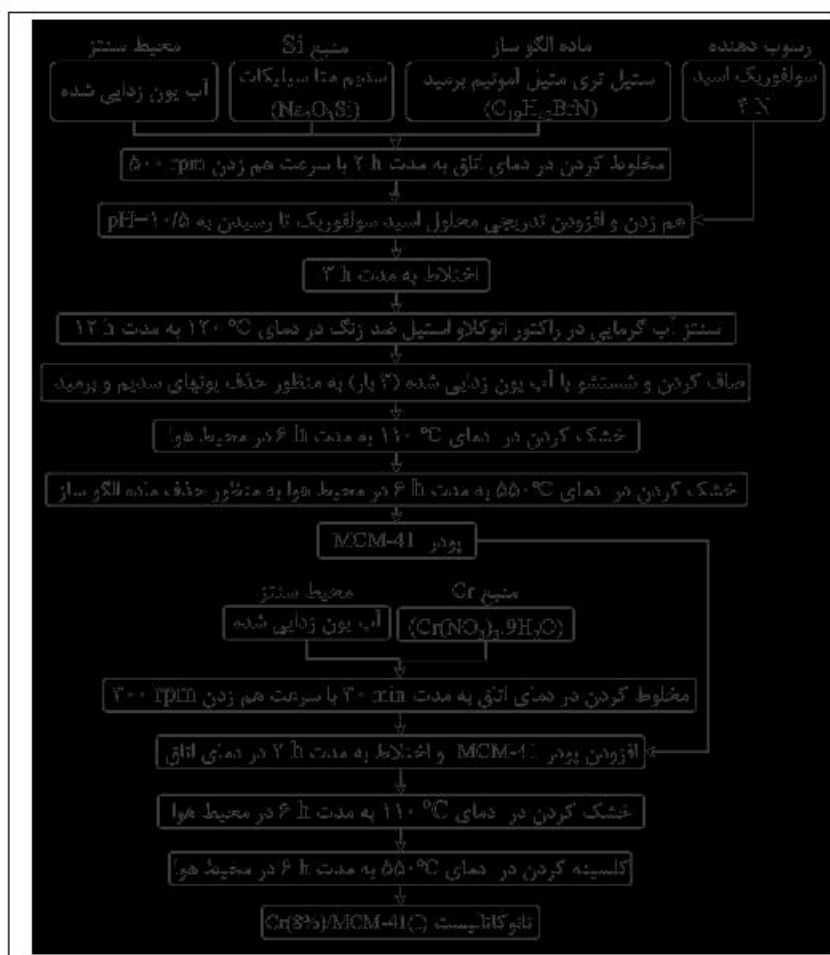 رسوب دهنده
ماده الگو ساز
منبع Si
محیط سنتز
سولفوریک اسید
۴ N
ستیل تری متیل آمونیم برمید
(C₁₉H₄₂BrN)
سدیم متا سیلیکات
(Na₂O₃Si)
آب یون زدایی شده
مخلوط کردن در دمای اتاق به مدت ۲ h با سرعت هم زدن ۵۰۰ rpm
هم زدن و افزودن تدریجی محلول اسید سولفوریک تا رسیدن به pH=۱۰/۵
اختلاط به مدت ۳ h
سنتز آب گرمایی در راکتور اتوکلاو استیل ضد زنگ در دمای ۱۲۰ °C به مدت ۱۲ h
صاف کردن و شستشو با آب یون زدایی شده (۳ بار) به منظور حذف یونهای سدیم و برمید
خشک کردن در دمای ۱۱۰ °C به مدت ۶ h در محیط هوا
خشک کردن در دمای ۵۵۰°C به مدت ۶ h در محیط هوا به منظور حذف ماده الگو ساز
پودر MCM-41
منبع Cr
محیط سنتز
(Cr(NO₃)₃.9H₂O)
آب یون زدایی شده
مخلوط کردن در دمای اتاق به مدت ۳۰ min با سرعت هم زدن ۳۰۰ rpm
افزودن پودر MCM-41 و اختلاط به مدت ۲ h در دمای اتاق
خشک کردن در دمای ۱۱۰ °C به مدت ۶ h در محیط هوا
کلسینه کردن در دمای ۵۵۰°C به مدت ۶ h در محیط هوا
نانوکاتالیست Cr(8%)/MCM-41(I)